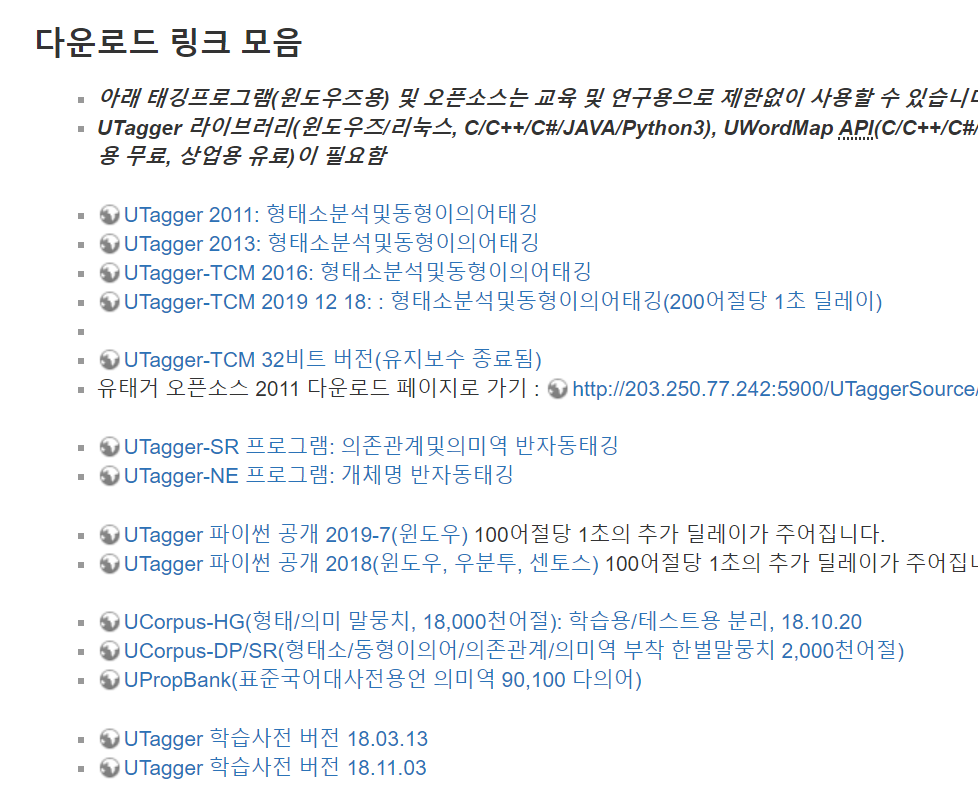 다운로드 링크 모음
아래 태깅프로그램(윈도우즈용) 및 오픈소스는 교육 및 연구용으로 제한없이 사용할 수 있습니다
UTagger 라이브러리(윈도우즈/리눅스, C/C++/C#/JAVA/Python3), UWordMap API(C/C++/C#/
용 무료, 상업용 유료)이 필요함
UTagger 2011: 형태소분석및동형이의어태깅
UTagger 2013: 형태소분석및동형이의어태깅
UTagger-TCM 2016: 형태소분석및동형이의어태깅
UTagger-TCM 2019 12 18: : 형태소분석및동형이의어태깅(200어절당 1초 딜레이)
UTagger-TCM 32비트 버전(유지보수 종료됨)
유태거 오픈소스 2011 다운로드 페이지로 가기 : http://203.250.77.242:5900/UTaggerSource/
UTagger-SR 프로그램: 의존관계및의미역 반자동태깅
UTagger-NE 프로그램: 개체명 반자동태깅
UTagger 파이썬 공개 2019-7(윈도우) 100어절당 1초의 추가 딜레이가 주어집니다.
UTagger 파이썬 공개 2018(윈도우, 우분투, 센토스) 100어절당 1초의 추가 딜레이가 주어집니
UCorpus-HG(형태/의미 말뭉치, 18,000천어절): 학습용/테스트용 분리, 18.10.20
UCorpus-DP/SR(형태소/동형이의어/의존관계/의미역 부착 한벌말뭉치 2,000천어절)
UPropBank(표준국어대사전용언 의미역 90,100 다의어)
UTagger 학습사전 버전 18.03.13
UTagger 학습사전 버전 18.11.03